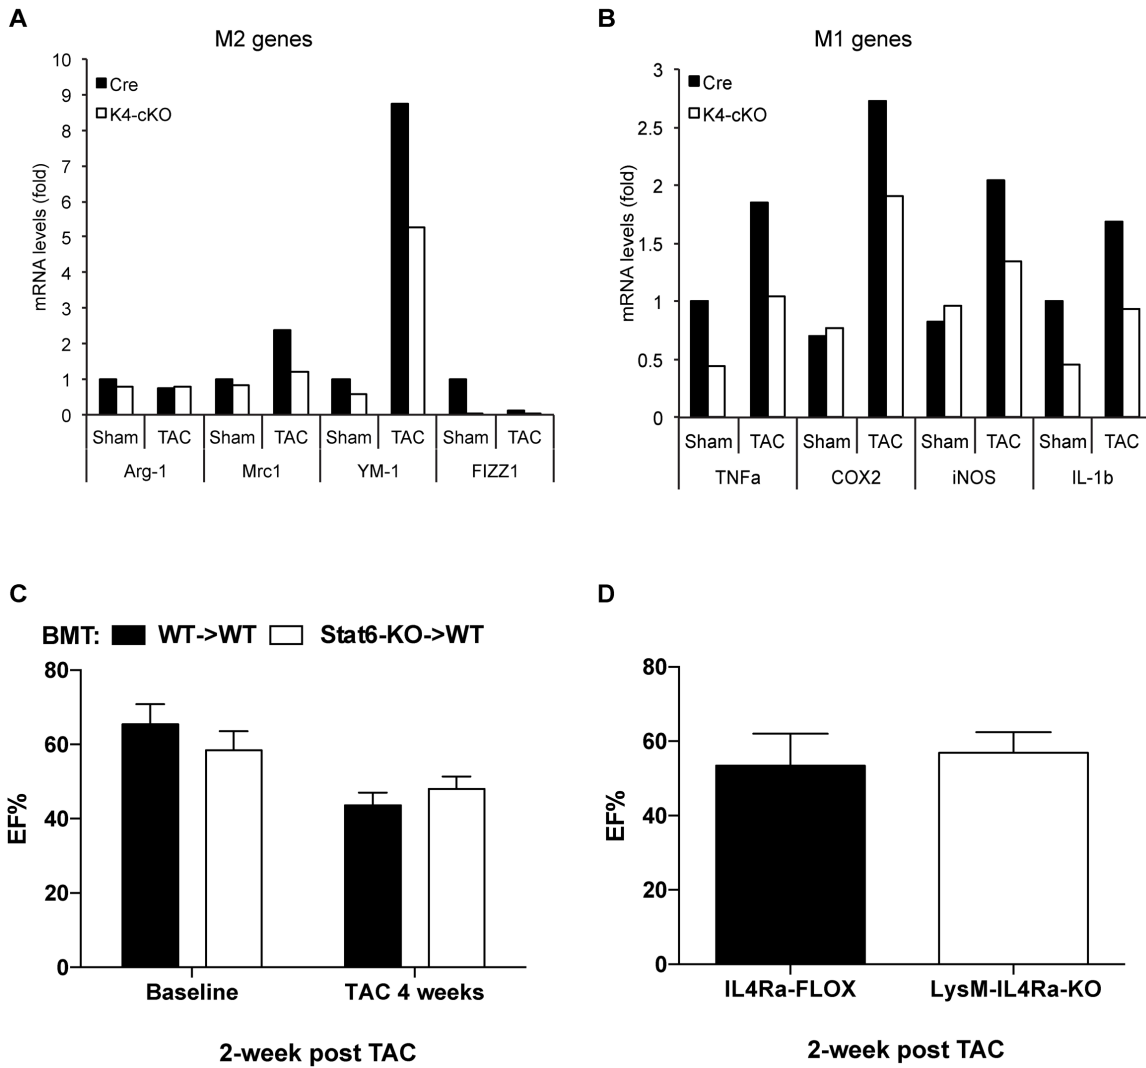 A
M2 genes
mRNA levels (fold)
10
9
8
7
6
5
4
3
2
1
0
Cre
K4-cKO
Sham TAC Sham TAC Sham TAC Sham TAC
Arg-1 Mrc1 YM-1 FIZZ1
B
M1 genes
mRNA levels (fold)
3
2.5
2
1.5
1
0.5
0
Cre
K4-cKO
Sham TAC Sham TAC Sham TAC Sham TAC
TNFa COX2 iNOS IL-1b
C
BMT: WT->WT Stat6-KO->WT
EF%
80
60
40
20
0
Baseline TAC 4 weeks
2-week post TAC
D
EF%
80
60
40
20
0
IL4Ra-FLOX LysM-IL4Ra-KO
2-week post TAC